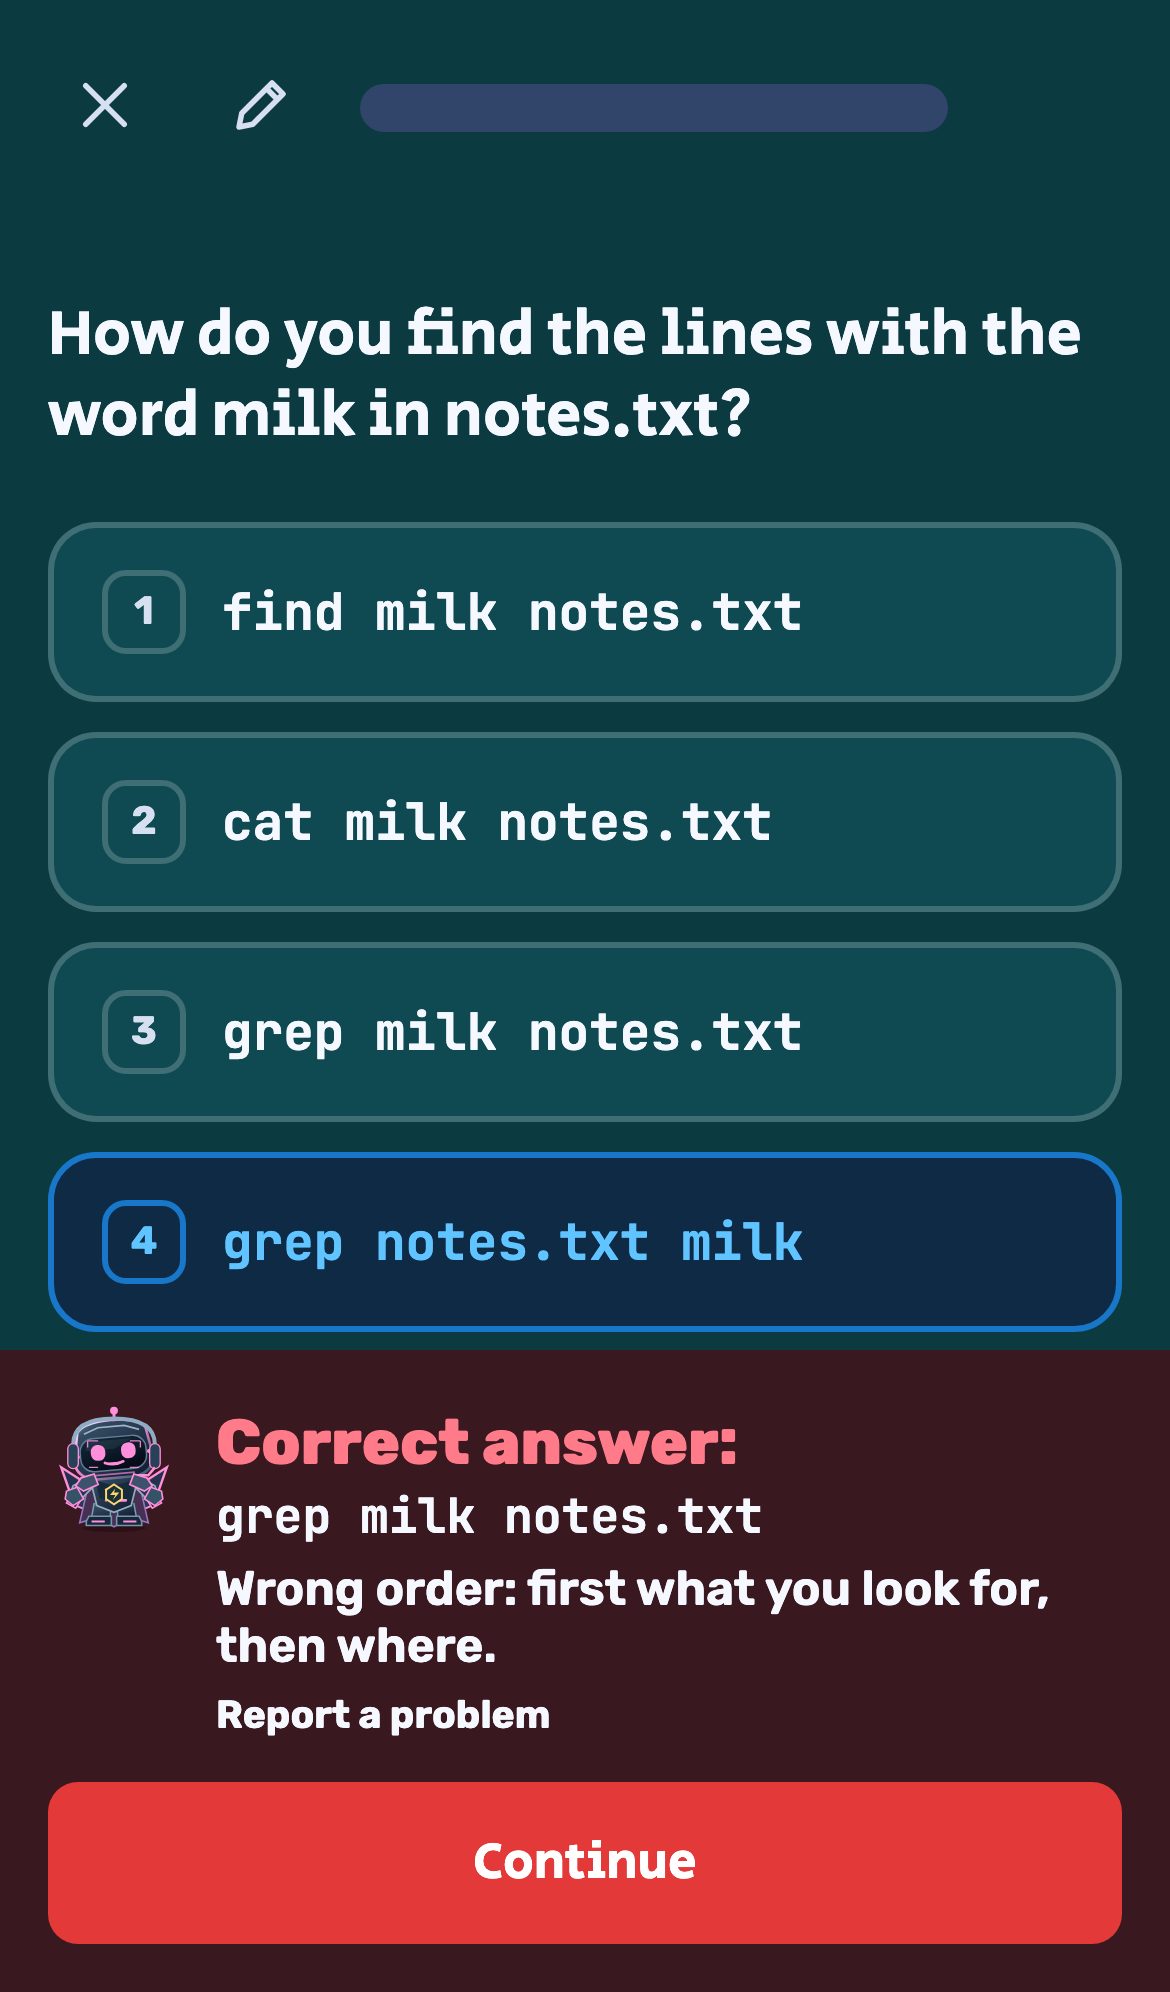 How do you find the lines with the
word milk in notes.txt?
1 find milk notes.txt
2 cat milk notes.txt
3 grep milk notes.txt
4 grep notes.txt milk
Correct answer:
grep milk notes.txt
Wrong order: first what you look for,
then where.
Report a problem
Continue